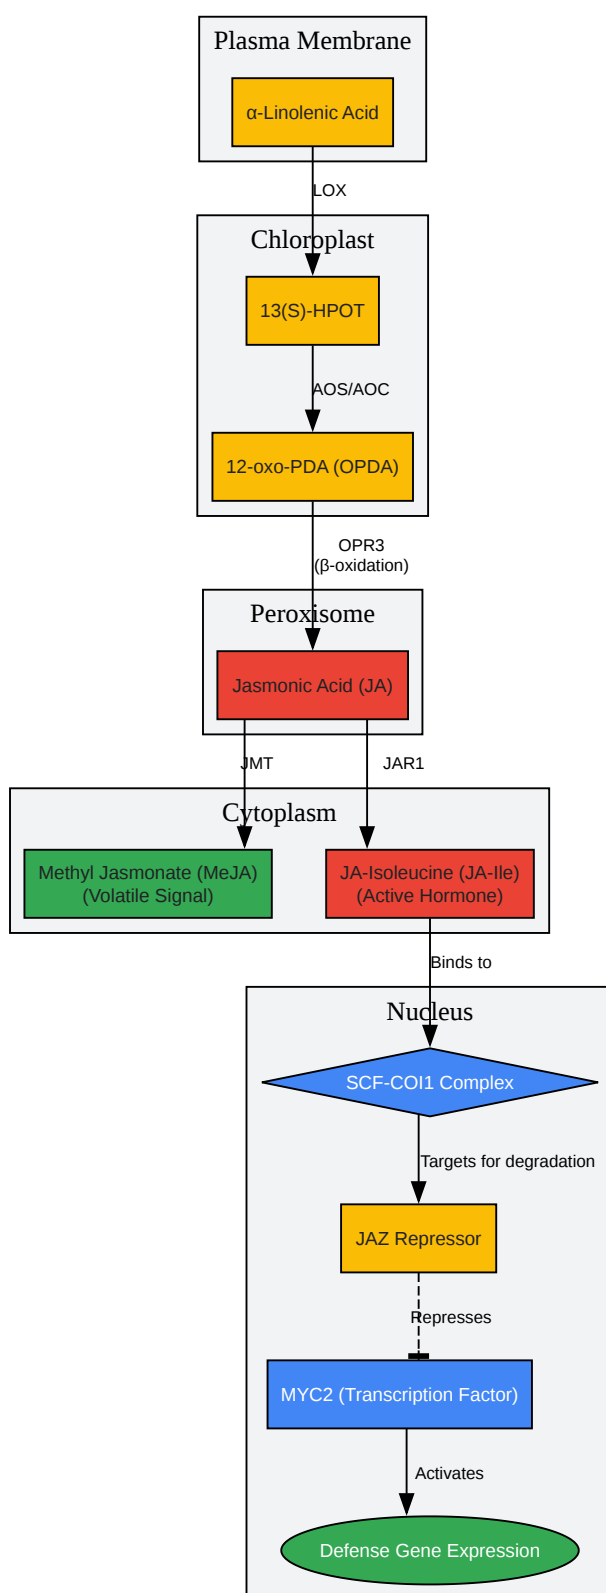 Plasma Membrane
α-Linolenic Acid
LOX
Chloroplast
13(S)-HPOT
AOS/AOC
12-oxo-PDA (OPDA)
OPR3
(β-oxidation)
Peroxisome
Jasmonic Acid (JA)
JMT
JAR1
Cytoplasm
Methyl Jasmonate (MeJA)
(Volatile Signal)
JA-Isoleucine (JA-Ile)
(Active Hormone)
Binds to
Nucleus
SCF-COI1 Complex
Targets for degradation
JAZ Repressor
Represses
MYC2 (Transcription Factor)
Activates
Defense Gene Expression